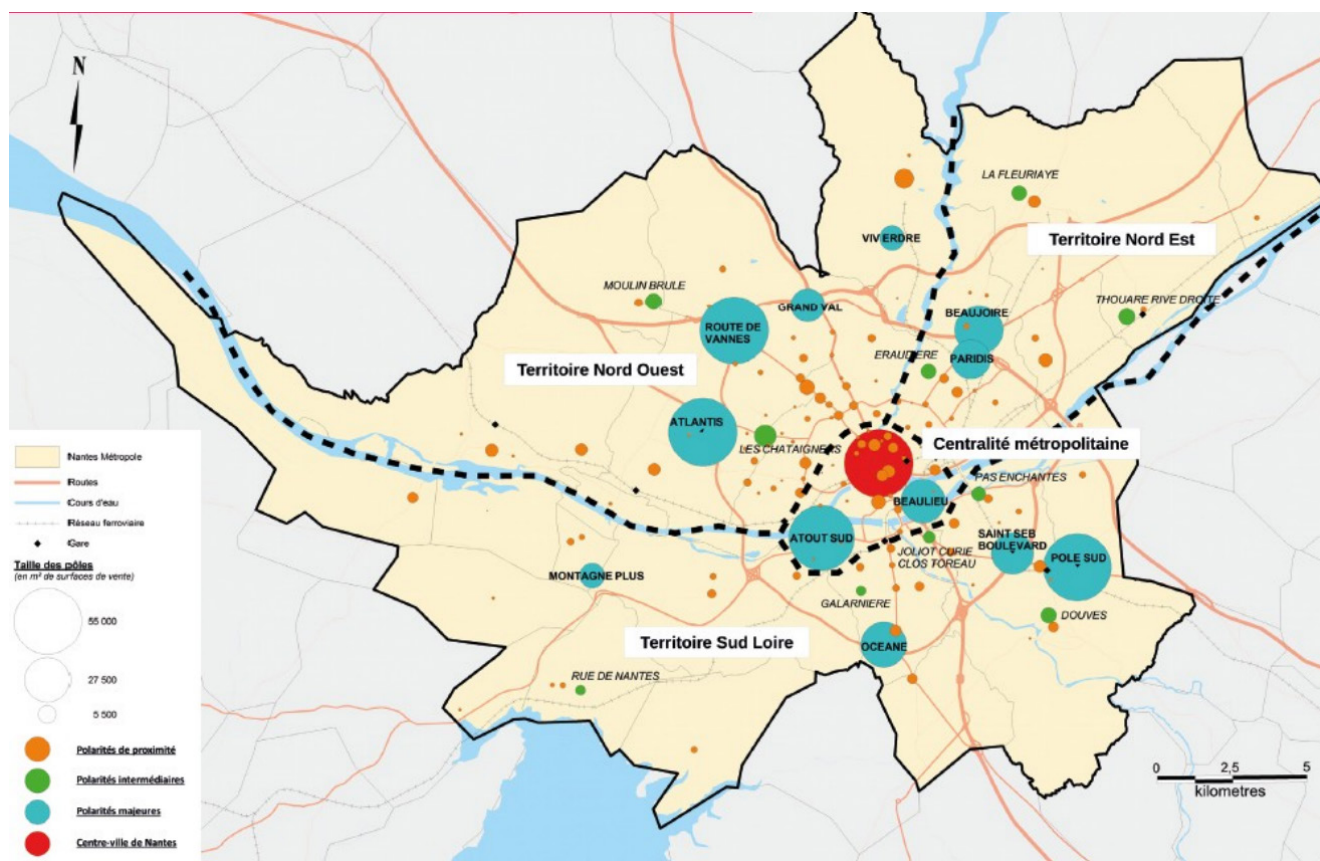 N
LA FLEURIAYE
VIV ERDRE
Territoire Nord Est
MOULIN BRULE
GRAND VAL
THOUARE RIVE DROITE
BEAUJOIRE
ROUTE DE
VANNES
ERAUDIERE
PARIDIS
Territoire Nord Ouest
ATLANTIS
LES CHATAIGNERS
Centralité métropolitaine
PAS ENCHANTES
BEAULIEU
ATOUT SUD
SAINT SEB
BOULEVARD
JOLIOT CURIE
CLOS TOREAU
POLE SUD
MONTAGNE PLUS
GALARNIERE
DOUVES
Territoire Sud Loire
OCEANE
RUE DE NANTES
Nantes Métropole
Routes
Cours d'eau
Réseau ferroviaire
Gare
Taille des pôles
(en m² de surfaces de vente)
55 000
27 500
5 500
Polarités de proximité
Polarités intermédiaires
Polarités majeures
Centre-ville de Nantes
0 2,5 5
kilometres